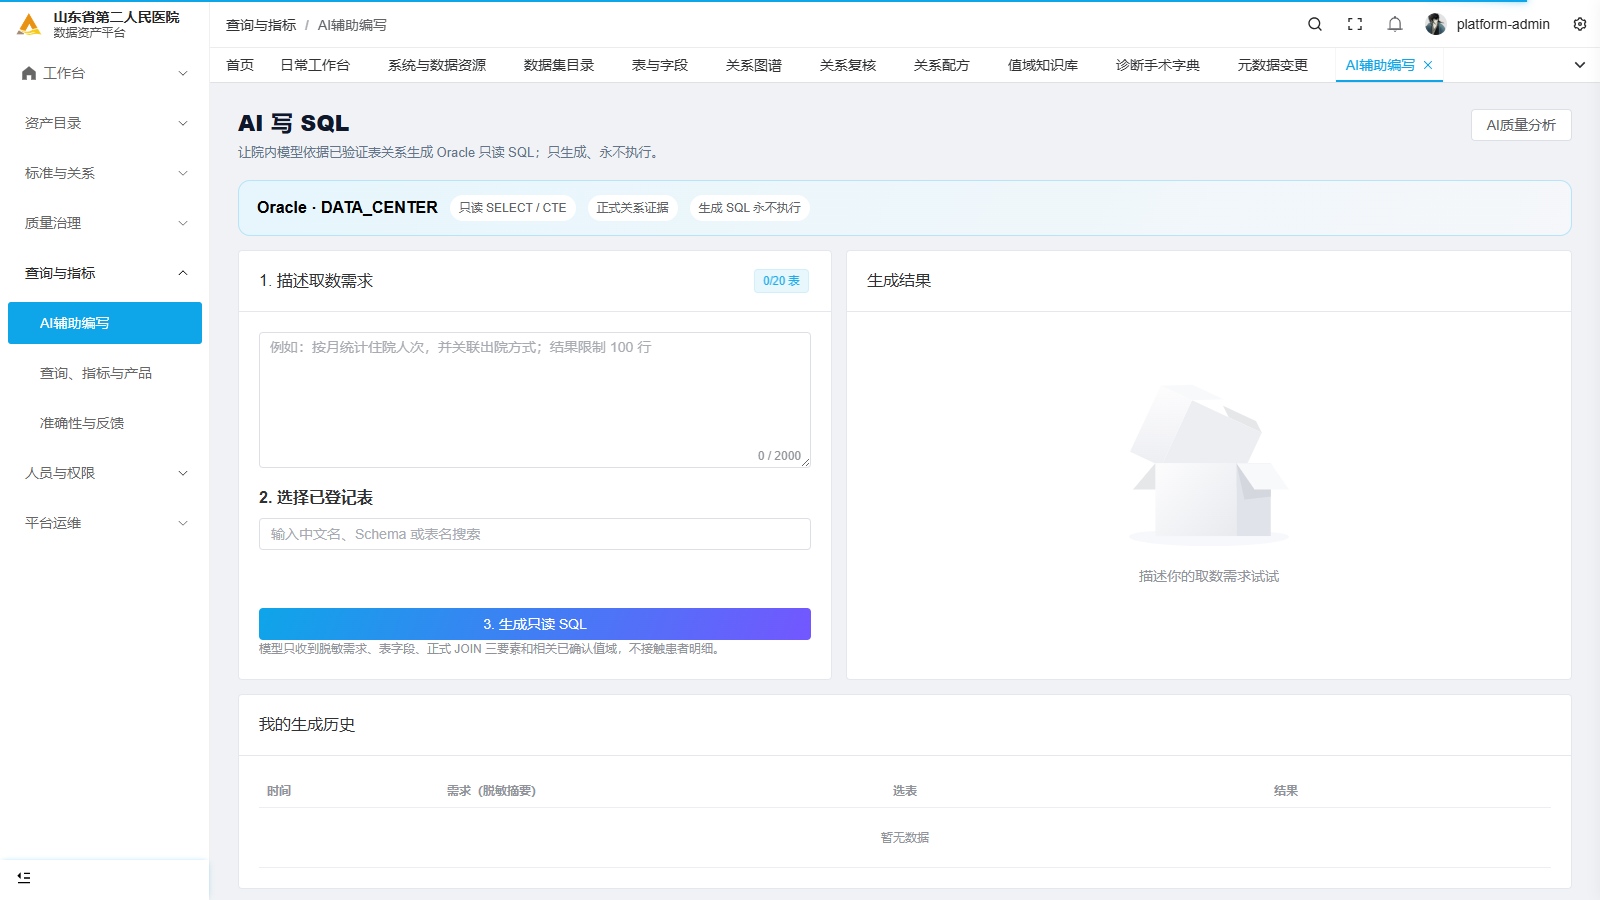 山东省第二人民医院
数据资产平台
查询与指标 / AI辅助编写
platform-admin
工作台
资产目录
标准与关系
质量治理
查询与指标
AI辅助编写
查询、指标与产品
准确性与反馈
人员与权限
平台运维
首页 日常工作台 系统与数据资源 数据集目录 表与字段 关系图谱 关系复核 关系配方 值域知识库 诊断手术字典 元数据变更 AI辅助编写
AI 写 SQL
AI质量分析
让院内模型依据已验证表关系生成 Oracle 只读 SQL；只生成、永不执行。
Oracle · DATA_CENTER 只读 SELECT / CTE 正式关系证据 生成 SQL 永不执行
1. 描述取数需求
0/20 表
例如：按月统计住院人次，并关联出院方式；结果限制 100 行
0 / 2000
2. 选择已登记表
输入中文名、Schema 或表名搜索
3. 生成只读 SQL
模型只收到脱敏需求、表字段、正式 JOIN 三要素和相关已确认值域，不接触患者明细。
生成结果
描述你的取数需求试试
我的生成历史
时间 需求（脱敏摘要） 选表 结果
暂无数据